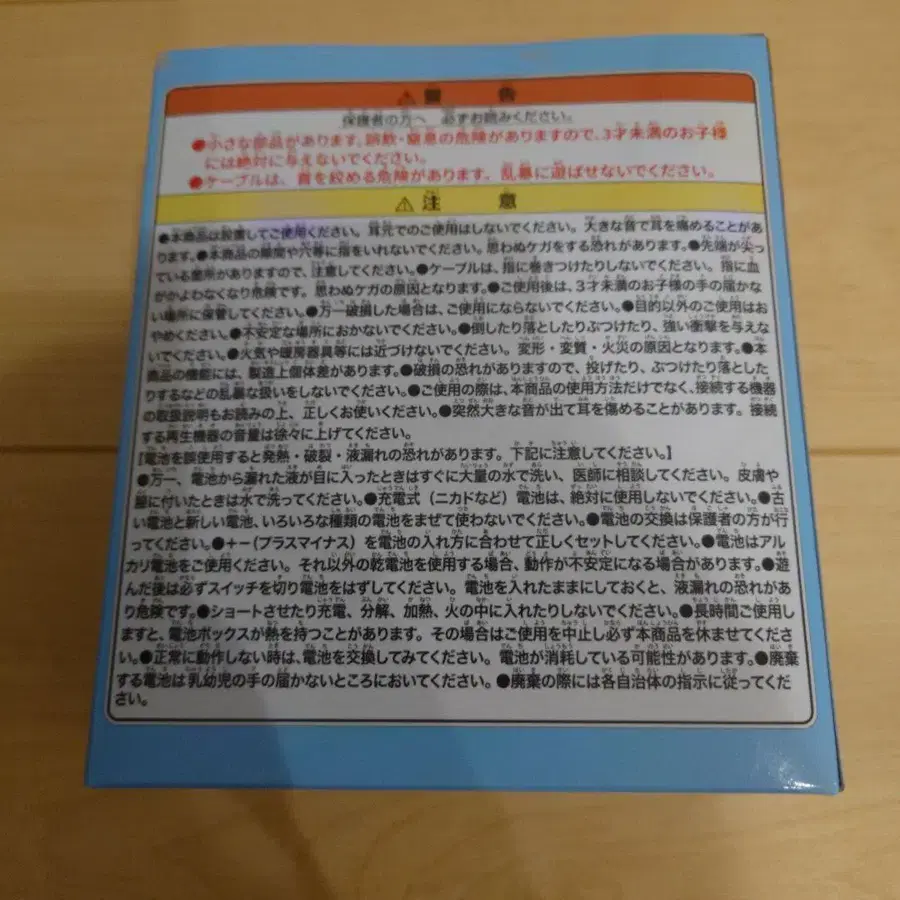 ⚠警 告
保護者の方へ 必ずお読みください。
●小さな部品があります。誤飲・窒息の危険がありますので、3才未満のお子様
には絶対に与えないでください。
●ケーブルは、首を絞める危険があります。乱暴に遊ばせないでください。
⚠注 意
●本商品は設置してご使用ください。耳元でのご使用はしないでください。大きな音で耳を痛めることがあ
ります。●本商品の隙間や穴等に指をいれないでください。思わぬケガをする恐れがあります。●先端が尖っ
ている箇所がありますので、注意してください。●ケーブルは、指に巻きつけたりしないでください。指に血
がかよわなくなり危険です。思わぬケガの原因となります。●ご使用後は、3才未満のお子様の手の届かな
い場所に保管してください。●万一破損した場合は、ご使用にならないでください。●目的以外のご使用はお
やめください。●不安定な場所におかないでください。●倒したり落としたりぶつけたり、強い衝撃を与えな
いでください。●火気や暖房器具等には近づけないでください。変形・変質・火災の原因となります。●本
商品の機能には、製造上個体差があります。●破損の恐れがありますので、投げたり、ぶつけたり落とした
りするなどの乱暴な扱いをしないでください。●ご使用の際は、本商品の使用方法だけでなく、接続する機器
の取扱説明もお読みの上、正しくお使いください。●突然大きな音が出て耳を傷めることがあります。接続
する再生機器の音量は徐々に上げてください。
[電池を誤使用すると発熱・破裂・液漏れの恐れがあります。下記に注意してください。]
●万一、電池から漏れた液が目に入ったときはすぐに大量の水で洗い、医師に相談してください。皮膚や
服に付いたときは水で洗ってください。●充電式(ニカドなど)電池は、絶対に使用しないでください。●古
い電池と新しい電池、いろいろな種類の電池をまぜて使わないでください。●電池の交換は保護者の方が行
ってください。●+−(プラスマイナス)を電池の入れ方に合わせて正しくセットしてください。●電池はアル
カリ電池をご使用ください。それ以外の乾電池を使用する場合、動作が不安定になる場合があります。●遊
んだ後は必ずスイッチを切り電池をはずしてください。電池を入れたままにしておくと、液漏れの恐れがあ
り危険です。●ショートさせたり充電、分解、加熱、火の中に入れたりしないでください。●長時間ご使用し
ますと、電池ボックスが熱を持つことがあります。その場合はご使用を中止し必ず本商品を休ませてくださ
い。●正常に動作しない時は、電池を交換してみてください。電池が消耗している可能性があります。●廃棄
する電池は乳幼児の手の届かないところにおいてください。●廃棄の際には各自治体の指示に従ってくだ
さい。